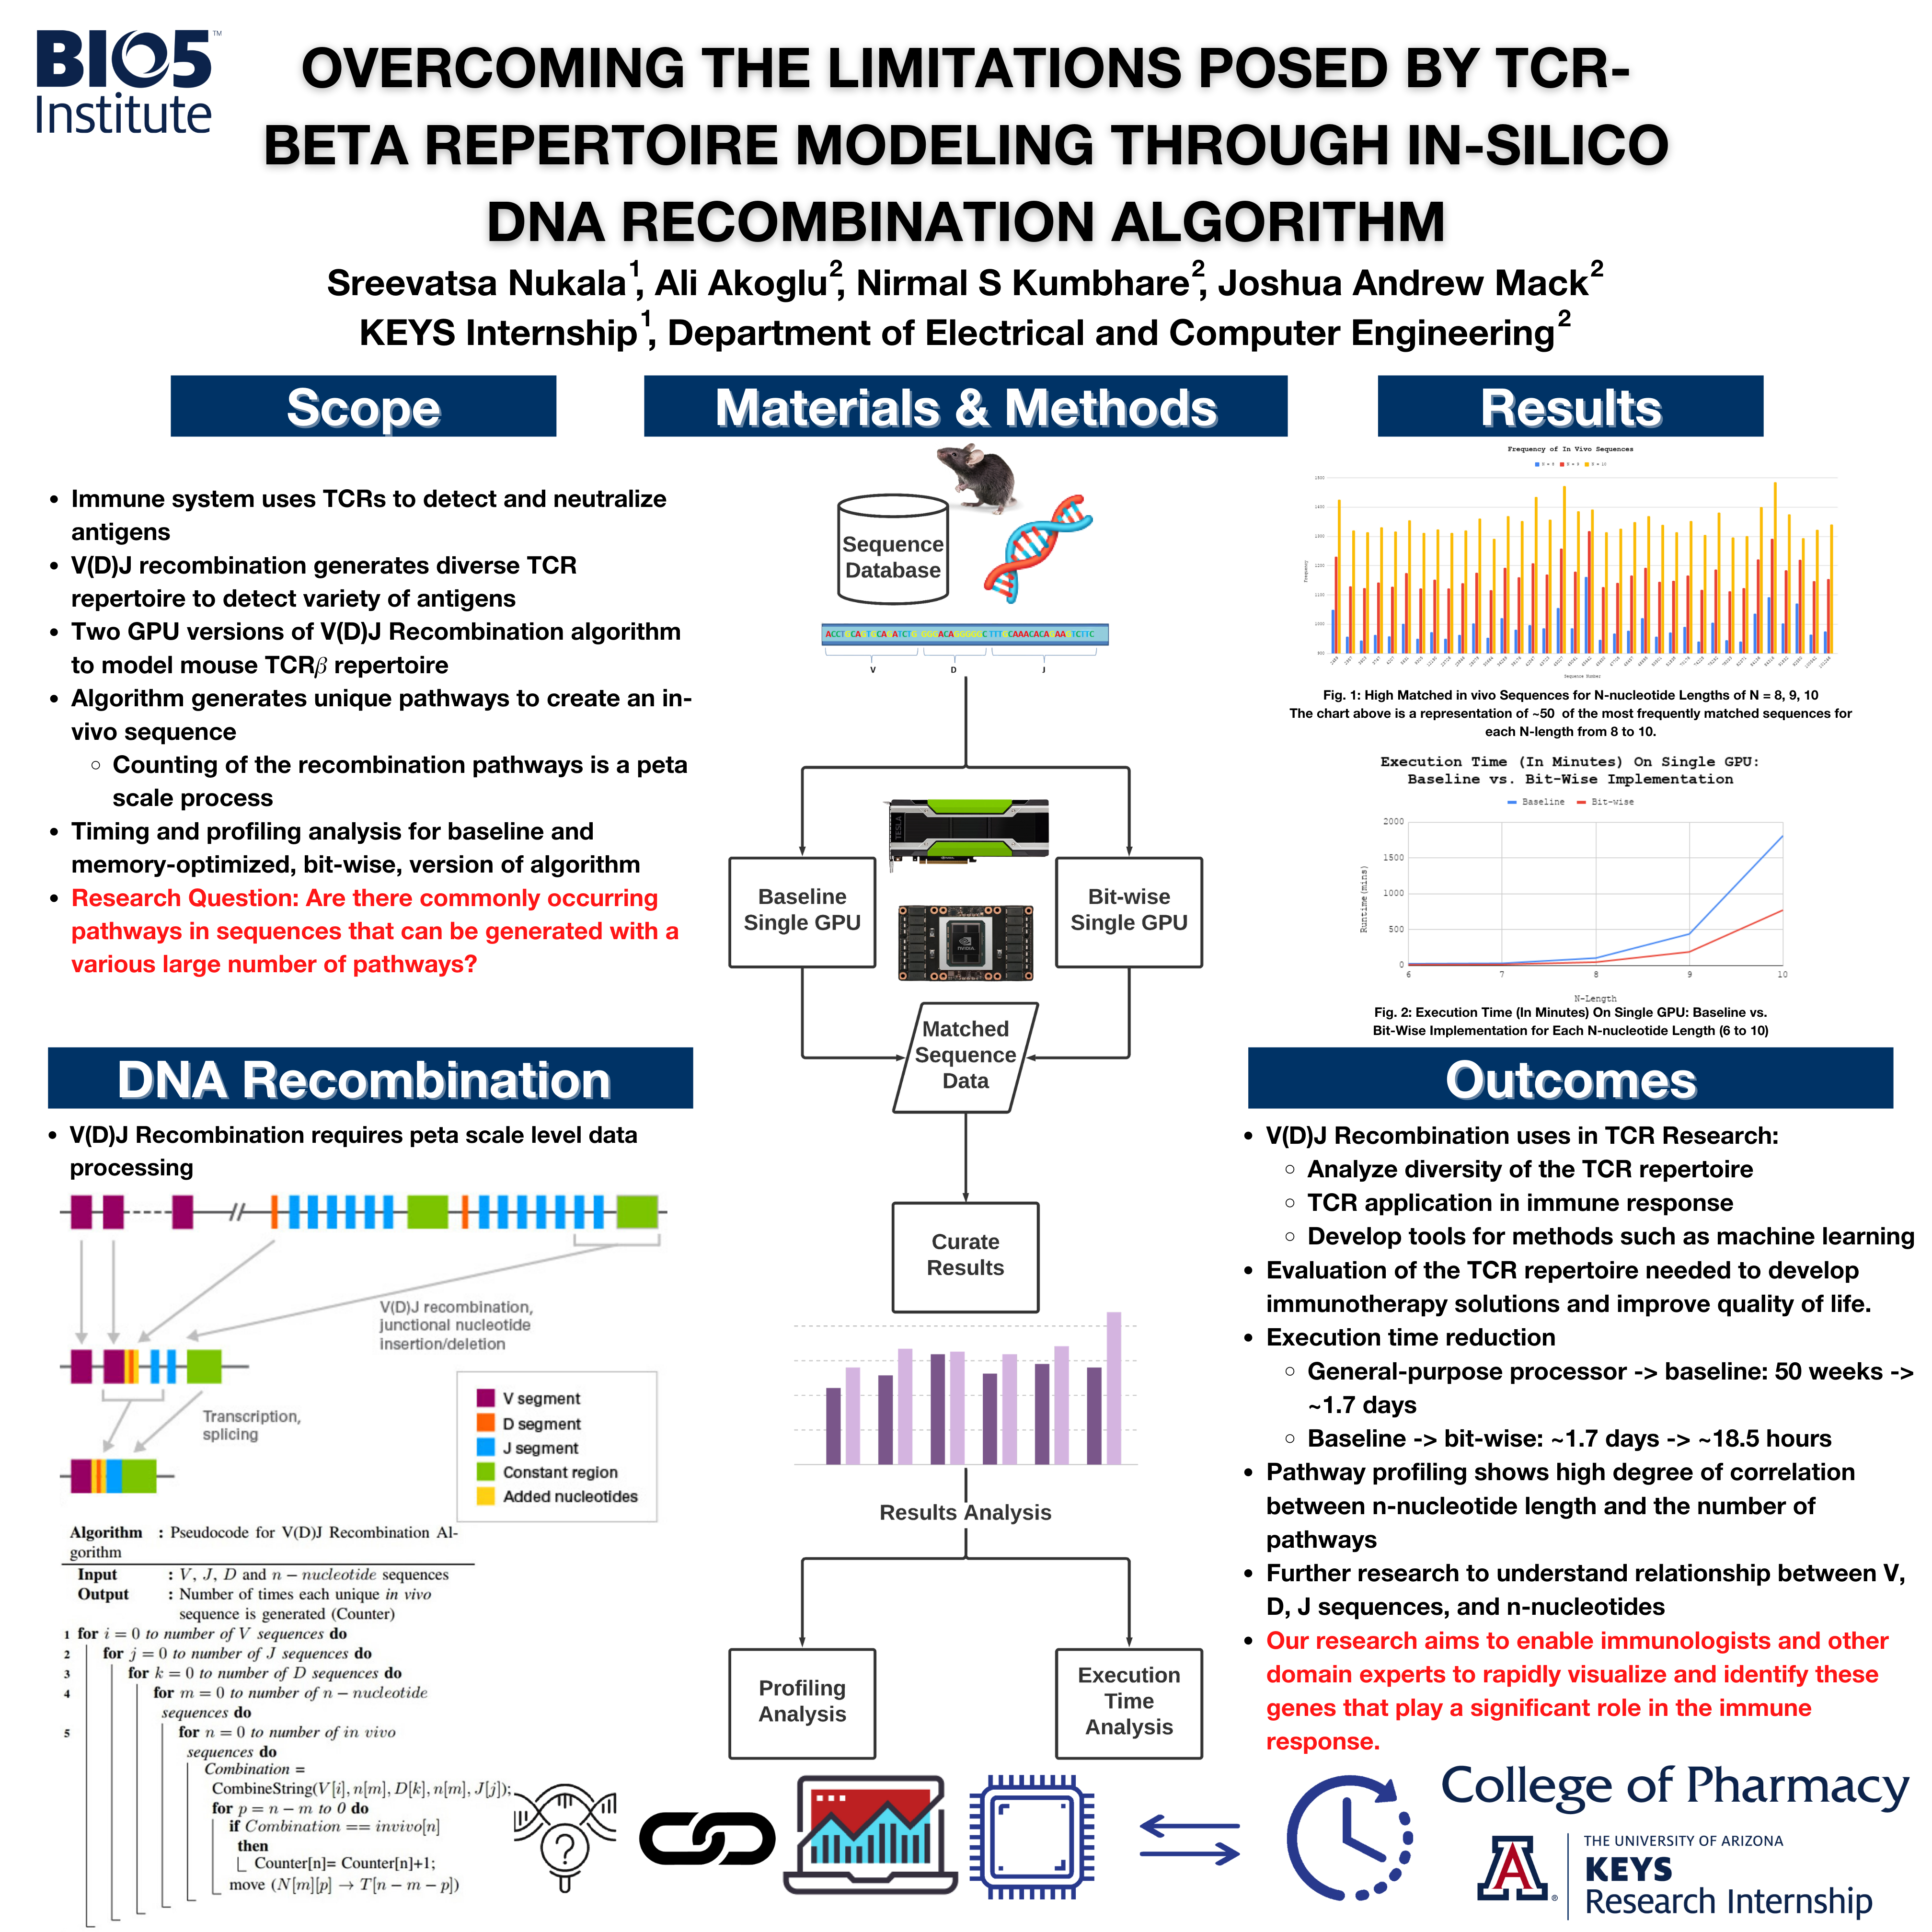 BIO5
™
Institute
OVERCOMING THE LIMITATIONS POSED BY TCR-
BETA REPERTOIRE MODELING THROUGH IN-SILICO
DNA RECOMBINATION ALGORITHM
Sreevatsa Nukala1, Ali Akoglu2, Nirmal S Kumbhare2, Joshua Andrew Mack2
KEYS Internship1, Department of Electrical and Computer Engineering2
Scope
• Immune system uses TCRs to detect and neutralize
antigens
• V(D)J recombination generates diverse TCR
repertoire to detect variety of antigens
• Two GPU versions of V(D)J Recombination algorithm
to model mouse TCRβ repertoire
• Algorithm generates unique pathways to create an in-
vivo sequence
◦ Counting of the recombination pathways is a peta
scale process
• Timing and profiling analysis for baseline and
memory-optimized, bit-wise, version of algorithm
• Research Question: Are there commonly occurring
pathways in sequences that can be generated with a
various large number of pathways?
DNA Recombination
• V(D)J Recombination requires peta scale level data
processing
V(D)J recombination,
junctional nucleotide
insertion/deletion
Transcription,
splicing
V segment
D segment
J segment
Constant region
Added nucleotides
Algorithm : Pseudocode for V(D)J Recombination Al-
gorithm
Input : V, J, D and n − nucleotide sequences
Output : Number of times each unique in vivo
sequence is generated (Counter)
1 for i = 0 to number of V sequences do
2 for j = 0 to number of J sequences do
3 for k = 0 to number of D sequences do
4 for m = 0 to number of n − nucleotide
sequences do
5 for n = 0 to number of in vivo
sequences do
Combination =
CombineString(V[i], n[m], D[k], n[m], J[j]);
for p = n − m to 0 do
if Combination == invivo[n]
then
Counter[n]= Counter[n]+1;
move (N[m][p] → T[n − m − p])
Materials & Methods
Sequence
Database
V D J
TESLA
Baseline
Single GPU
Bit-wise
Single GPU
NVIDIA
Matched
Sequence
Data
Curate
Results
Results Analysis
Profiling
Analysis
Execution
Time
Analysis
?
Results
Frequency of In Vivo Sequences
N = 8 N = 9 N = 10
Frequency
Sequence Number
Fig. 1: High Matched in vivo Sequences for N-nucleotide Lengths of N = 8, 9, 10
The chart above is a representation of ~50 of the most frequently matched sequences for
each N-length from 8 to 10.
Execution Time (In Minutes) On Single GPU:
Baseline vs. Bit-Wise Implementation
Baseline Bit-wise
Runtime(mins)
2000
1500
1000
500
0
6 7 8 9 10
N-Length
Fig. 2: Execution Time (In Minutes) On Single GPU: Baseline vs.
Bit-Wise Implementation for Each N-nucleotide Length (6 to 10)
Outcomes
• V(D)J Recombination uses in TCR Research:
◦ Analyze diversity of the TCR repertoire
◦ TCR application in immune response
◦ Develop tools for methods such as machine learning
• Evaluation of the TCR repertoire needed to develop
immunotherapy solutions and improve quality of life.
• Execution time reduction
◦ General-purpose processor -> baseline: 50 weeks ->
~1.7 days
◦ Baseline -> bit-wise: ~1.7 days -> ~18.5 hours
• Pathway profiling shows high degree of correlation
between n-nucleotide length and the number of
pathways
• Further research to understand relationship between V,
D, J sequences, and n-nucleotides
• Our research aims to enable immunologists and other
domain experts to rapidly visualize and identify these
genes that play a significant role in the immune
response.
College of Pharmacy
A
®
THE UNIVERSITY OF ARIZONA
KEYS
Research Internship